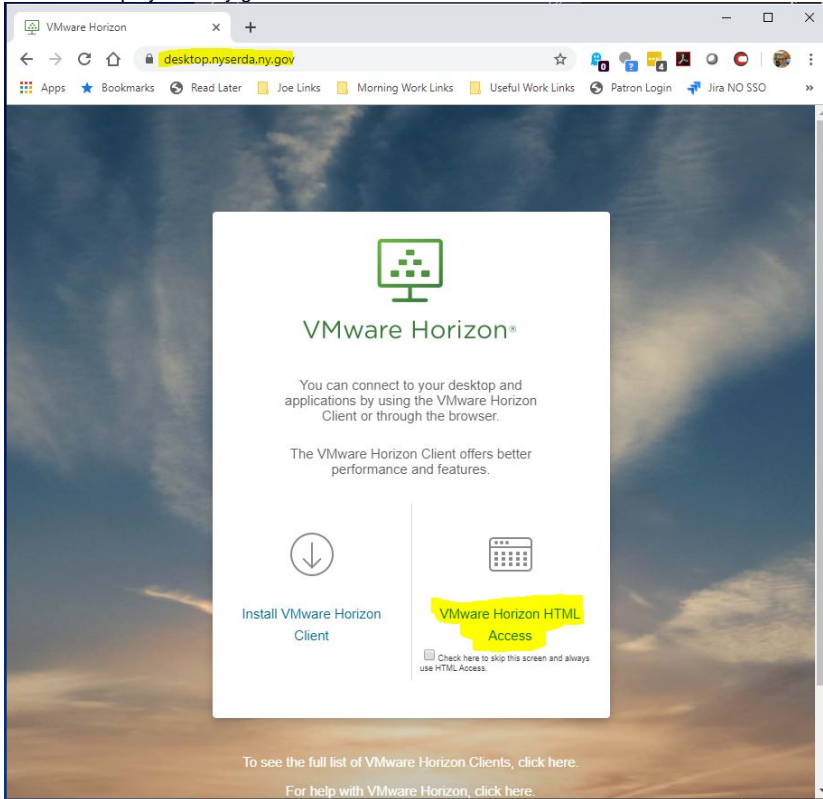 VMware Horizon
desktop.nyserda.ny.gov
0
?
4
Apps Bookmarks Read Later Joe Links Morning Work Links Useful Work Links Patron Login Jira NO SSO »
VMware Horizon®
You can connect to your desktop and
applications by using the VMware Horizon
Client or through the browser.
The VMware Horizon Client offers better
performance and features.
Install VMware Horizon
Client
VMware Horizon HTML
Access
Check here to skip this screen and always
use HTML Access.
To see the full list of VMware Horizon Clients, click here.
For help with VMware Horizon, click here.